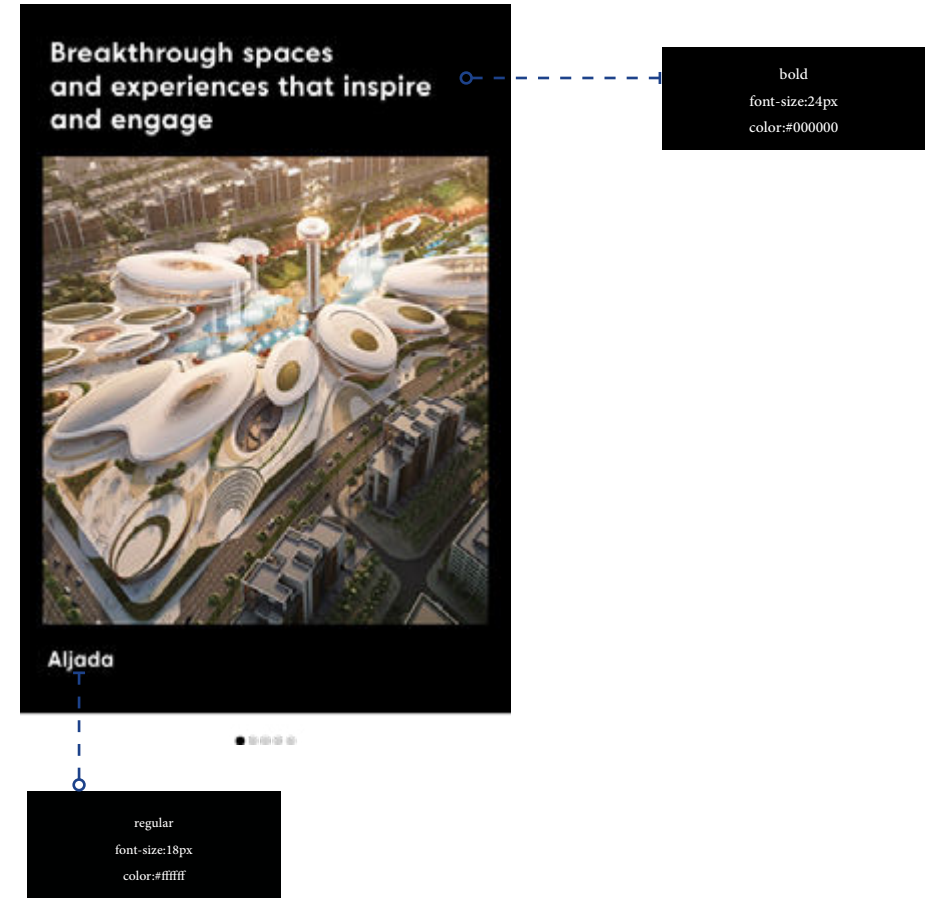 Breakthrough spaces
and experiences that inspire
and engage
bold
font-size:24px
color:#000000
Aljada
regular
font-size:18px
color:#ffffff